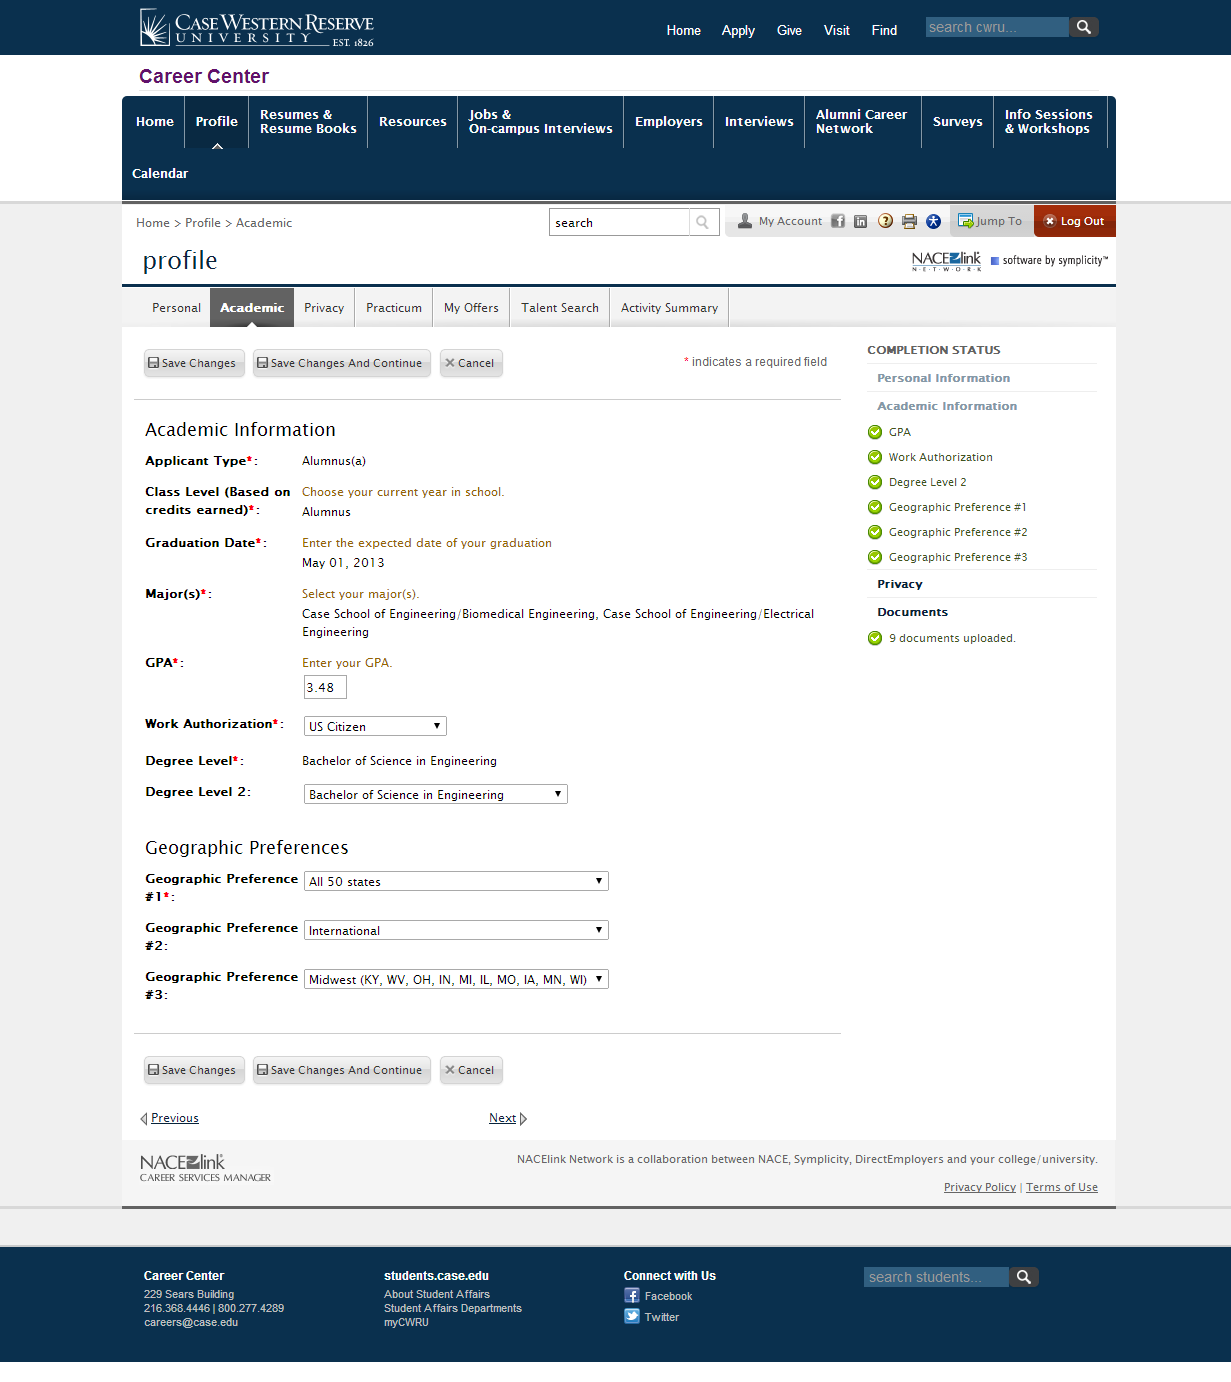 CASE WESTERN RESERVE
UNIVERSITY EST. 1826
Home Apply Give Visit Find search cwru...
Career Center
Home Profile Resumes & Resume Books Resources Jobs & On-campus Interviews Employers Interviews Alumni Career Network Surveys Info Sessions & Workshops
Calendar
Home > Profile > Academic search My Account Jump To Log Out
profile NACElink NETWORK software by symplicity™
Personal Academic Privacy Practicum My Offers Talent Search Activity Summary
Save Changes Save Changes And Continue Cancel * indicates a required field
Academic Information
Applicant Type*: Alumnus(a)
Class Level (Based on credits earned)*: Choose your current year in school.
Alumnus
Graduation Date*: Enter the expected date of your graduation
May 01, 2013
Major(s)*: Select your major(s).
Case School of Engineering/Biomedical Engineering, Case School of Engineering/Electrical
Engineering
GPA*: Enter your GPA.
3.48
Work Authorization*: US Citizen
Degree Level*: Bachelor of Science in Engineering
Degree Level 2: Bachelor of Science in Engineering
Geographic Preferences
Geographic Preference #1*: All 50 states
Geographic Preference #2: International
Geographic Preference #3: Midwest (KY, WV, OH, IN, MI, IL, MO, IA, MN, WI)
Save Changes Save Changes And Continue Cancel
Previous Next
COMPLETION STATUS
Personal Information
Academic Information
GPA
Work Authorization
Degree Level 2
Geographic Preference #1
Geographic Preference #2
Geographic Preference #3
Privacy
Documents
9 documents uploaded.
NACElink
CAREER SERVICES MANAGER
NACElink Network is a collaboration between NACE, Symplicity, DirectEmployers and your college/university.
Privacy Policy | Terms of Use
Career Center
229 Sears Building
216.368.4446 | 800.277.4289
careers@case.edu
students.case.edu
About Student Affairs
Student Affairs Departments
myCWRU
Connect with Us
Facebook
Twitter
search students...